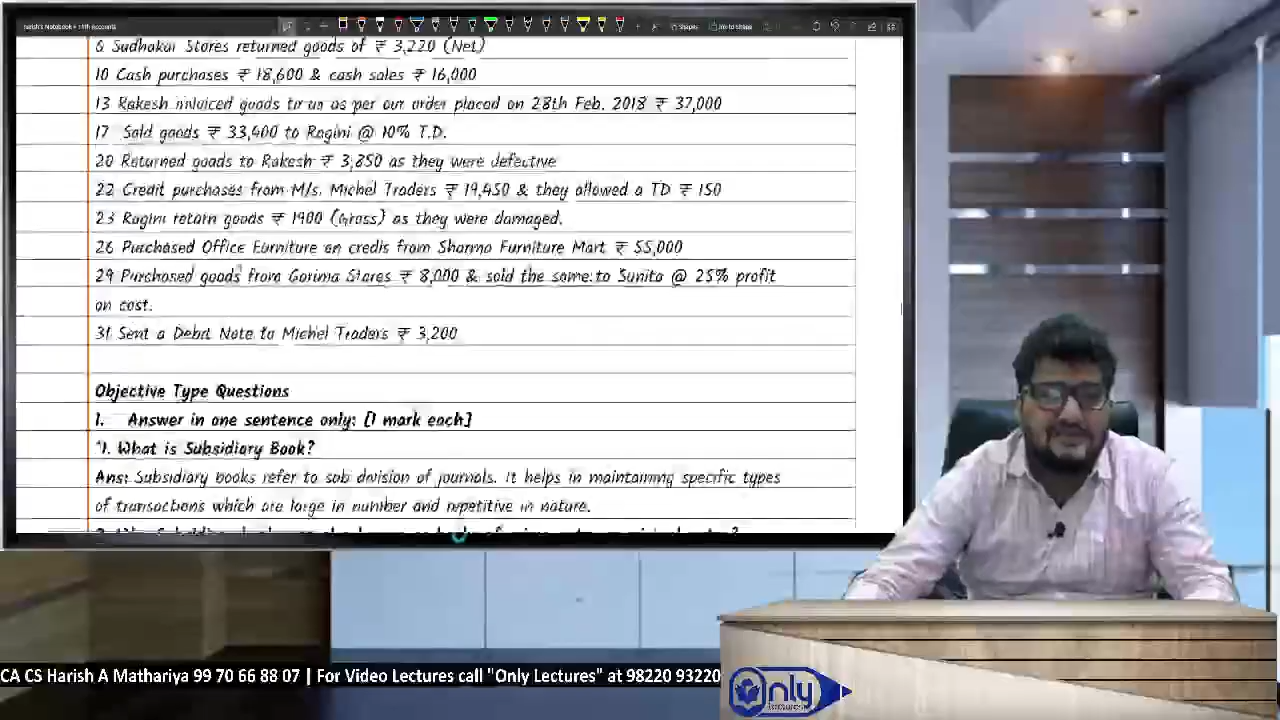 Harish's Notebook • 11th Accounts
Shapes
Ink to Shape
6 Sudhakar Stores returned goods of ₹ 3,220 (Net)
10 Cash purchases ₹ 18,600 & cash sales ₹ 16,000
13 Rakesh invoiced goods to us as per our order placed on 28th Feb. 2018 ₹ 37,000
17 Sold goods ₹ 33,400 to Ragini @ 10% T.D.
20 Returned goods to Rakesh ₹ 3,850 as they were defective
22 Credit purchases from M/s. Michel Traders ₹ 19,450 & they allowed a TD ₹ 150
23 Ragini return goods ₹ 1900 (Gross) as they were damaged.
26 Purchased Office Furniture on credit from Sharma Furniture Mart ₹ 55,000
29 Purchased goods from Garima Stores ₹ 8,000 & sold the same to Sunita @ 25% profit
on cost.
31 Sent a Debit Note to Michel Traders ₹ 3,200
Objective Type Questions
1. Answer in one sentence only: [1 mark each]
*1. What is Subsidiary Book?
Ans: Subsidiary books refer to sub division of journals. It helps in maintaining specific types
of transactions which are large in number and repetitive in nature.
CA CS Harish A Mathariya 99 70 66 88 07 | For Video Lectures call "Only Lectures" at 98220 93220
Only
Lectures